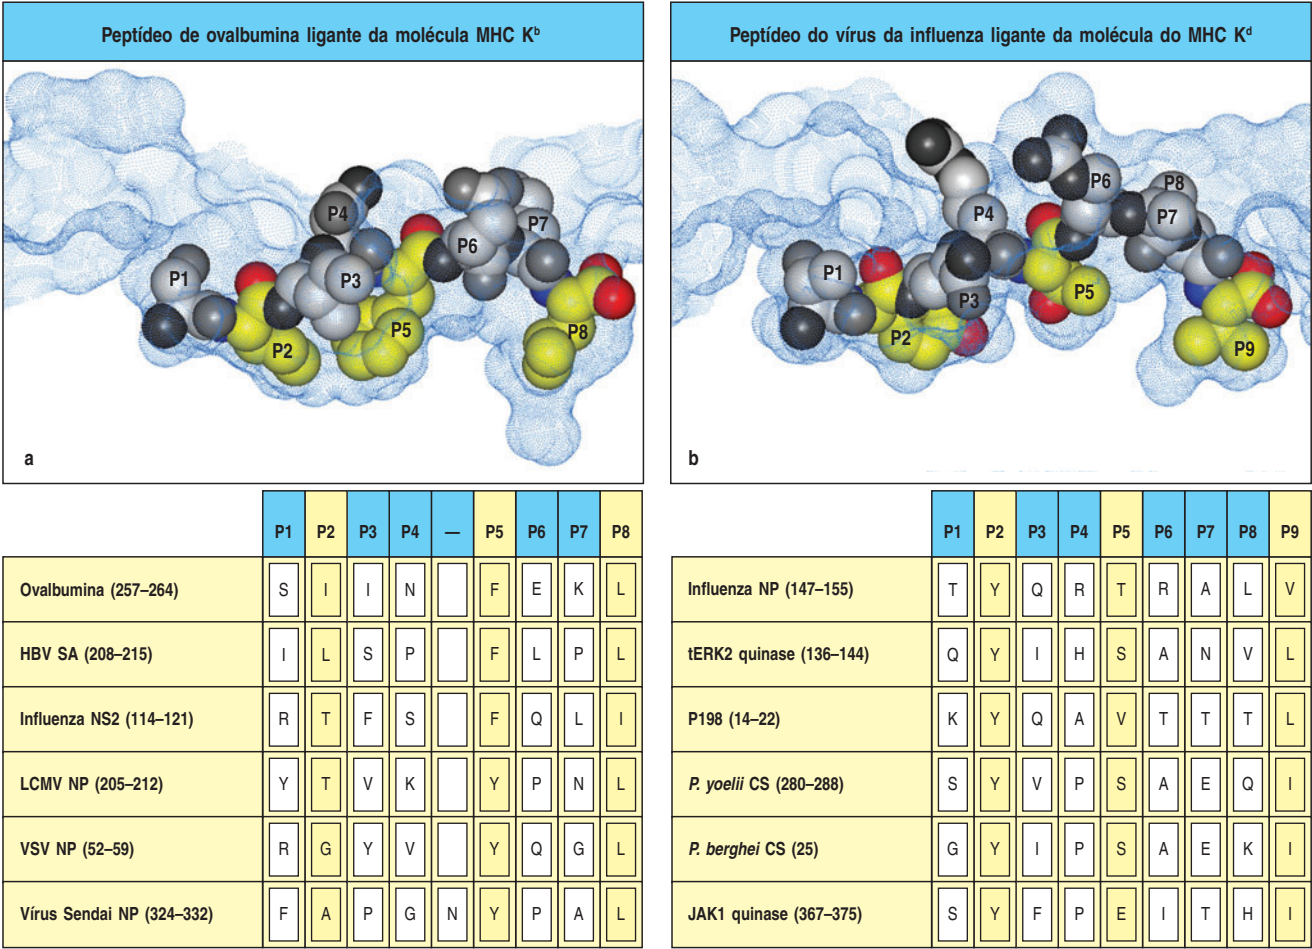 Peptídeo de ovalbumina ligante da molécula MHC Kᵇ
P1
P2
P3
P4
P5
P6
P7
P8
a
P1 P2 P3 P4 — P5 P6 P7 P8
Ovalbumina (257–264) S I I N F E K L
HBV SA (208–215) I L S P F L P L
Influenza NS2 (114–121) R T F S F Q L I
LCMV NP (205–212) Y T V K Y P N L
VSV NP (52–59) R G Y V Y Q G L
Vírus Sendai NP (324–332) F A P G N Y P A L
Peptídeo do vírus da influenza ligante da molécula do MHC Kᵈ
P1
P2
P3
P4
P5
P6
P7
P8
P9
b
P1 P2 P3 P4 P5 P6 P7 P8 P9
Influenza NP (147–155) T Y Q R T R A L V
tERK2 quinase (136–144) Q Y I H S A N V L
P198 (14–22) K Y Q A V T T T L
P. yoelii CS (280–288) S Y V P S A E Q I
P. berghei CS (25) G Y I P S A E K I
JAK1 quinase (367–375) S Y F P E I T H I